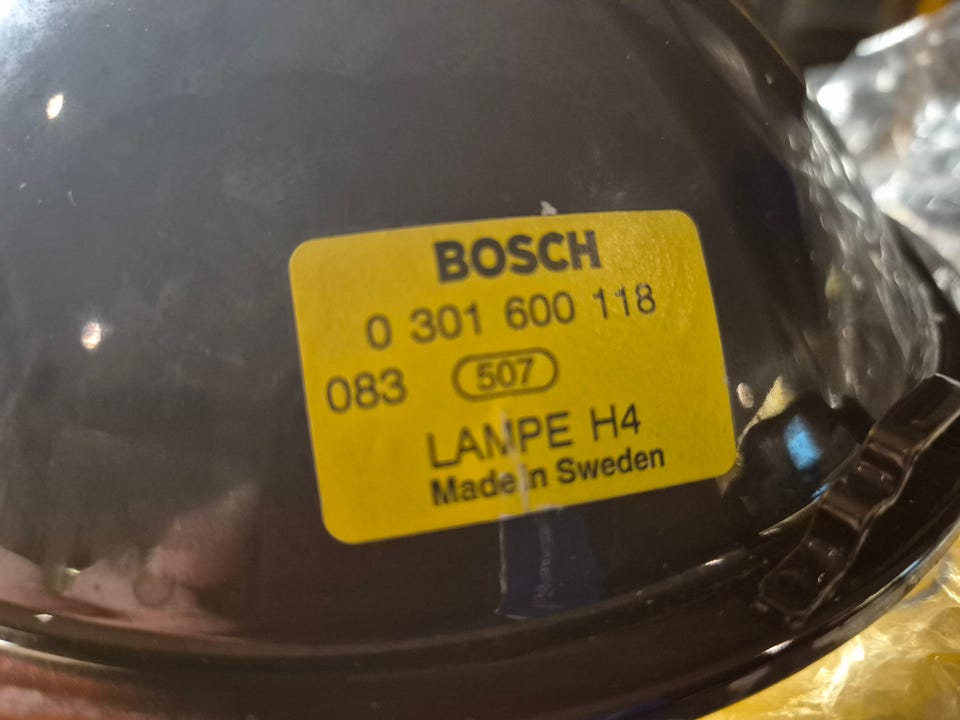 BOSCH
0 301 600 118
083 507
LAMPE H4
Made in Sweden